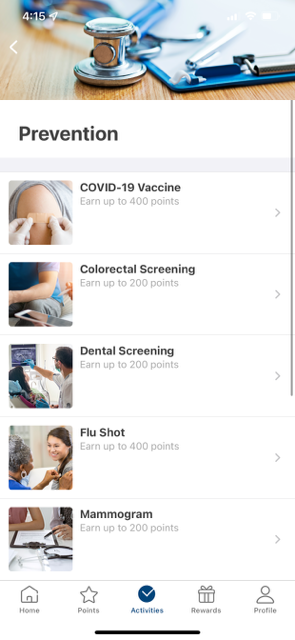 4:15
Prevention
COVID-19 Vaccine
Earn up to 400 points
Colorectal Screening
Earn up to 200 points
Dental Screening
Earn up to 200 points
Flu Shot
Earn up to 400 points
Mammogram
Earn up to 200 points
Home
Points
Activities
Rewards
Profile